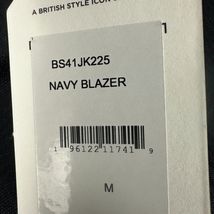 A BRITISH STYLE ICON
BS41JK225
NAVY BLAZER
1 96122 11741 9
M